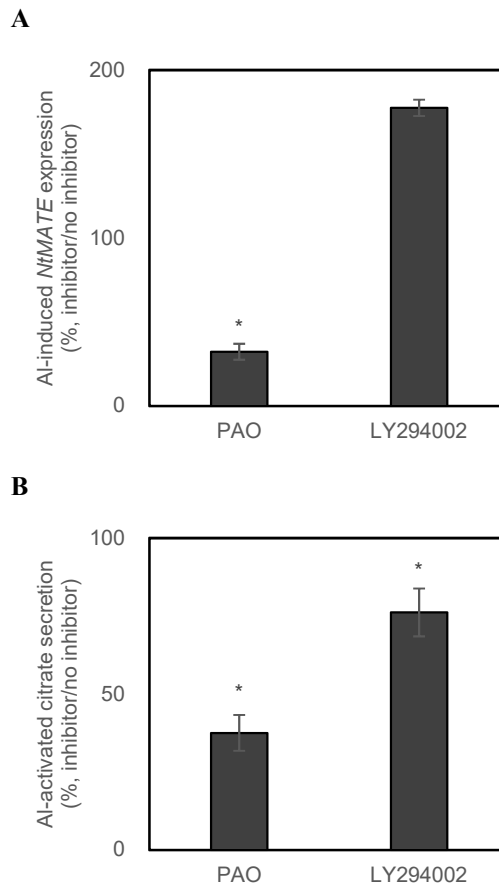 A
Al-induced NtMATE expression
(%, inhibitor/no inhibitor)
200
100
0
*
PAO
LY294002
B
Al-activated citrate secretion
(%, inhibitor/no inhibitor)
100
50
0
*
*
PAO
LY294002